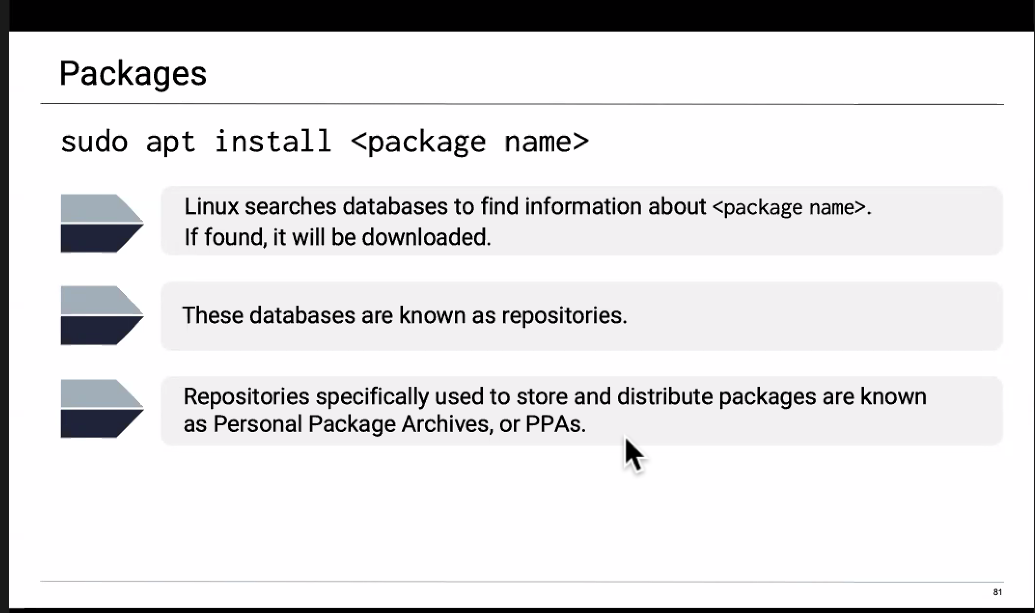 Packages
sudo apt install <package name>
Linux searches databases to find information about <package name>.
If found, it will be downloaded.
These databases are known as repositories.
Repositories specifically used to store and distribute packages are known
as Personal Package Archives, or PPAs.
81